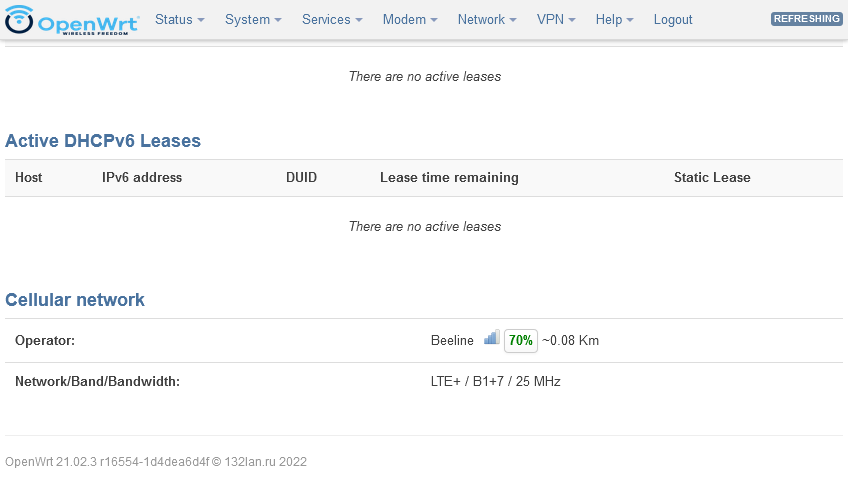 OpenWrt Status System Services Modem Network VPN Help Logout REFRESHING
WIRELESS FREEDOM
There are no active leases
Active DHCPv6 Leases
Host IPv6 address DUID Lease time remaining Static Lease
There are no active leases
Cellular network
Operator: Beeline 70% ~0.08 Km
Network/Band/Bandwidth: LTE+ / B1+7 / 25 MHz
OpenWrt 21.02.3 r16554-1d4dea6d4f © 132lan.ru 2022